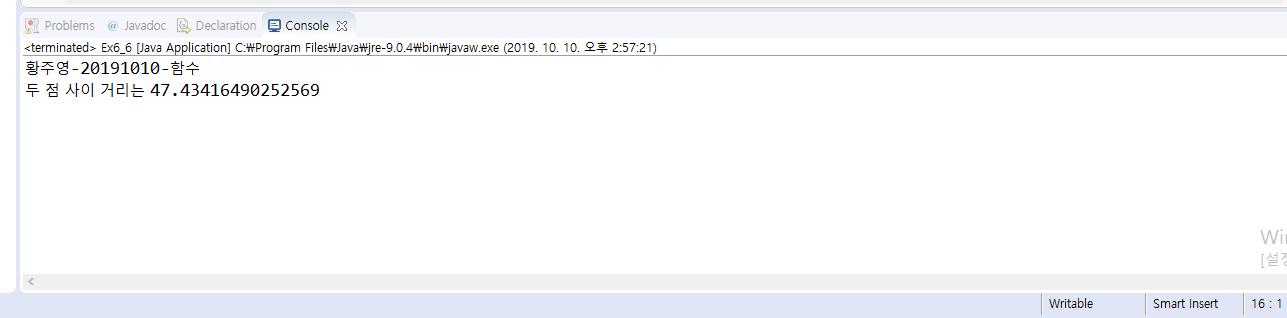 Problems @ Javadoc Declaration Console
<terminated> Ex6_6 [Java Application] C:₩Program Files₩Java₩jre-9.0.4₩bin₩javaw.exe (2019. 10. 10. 오후 2:57:21)
황주영-20191010-함수
두 점 사이 거리는 47.43416490252569
Writable Smart Insert 16 : 1